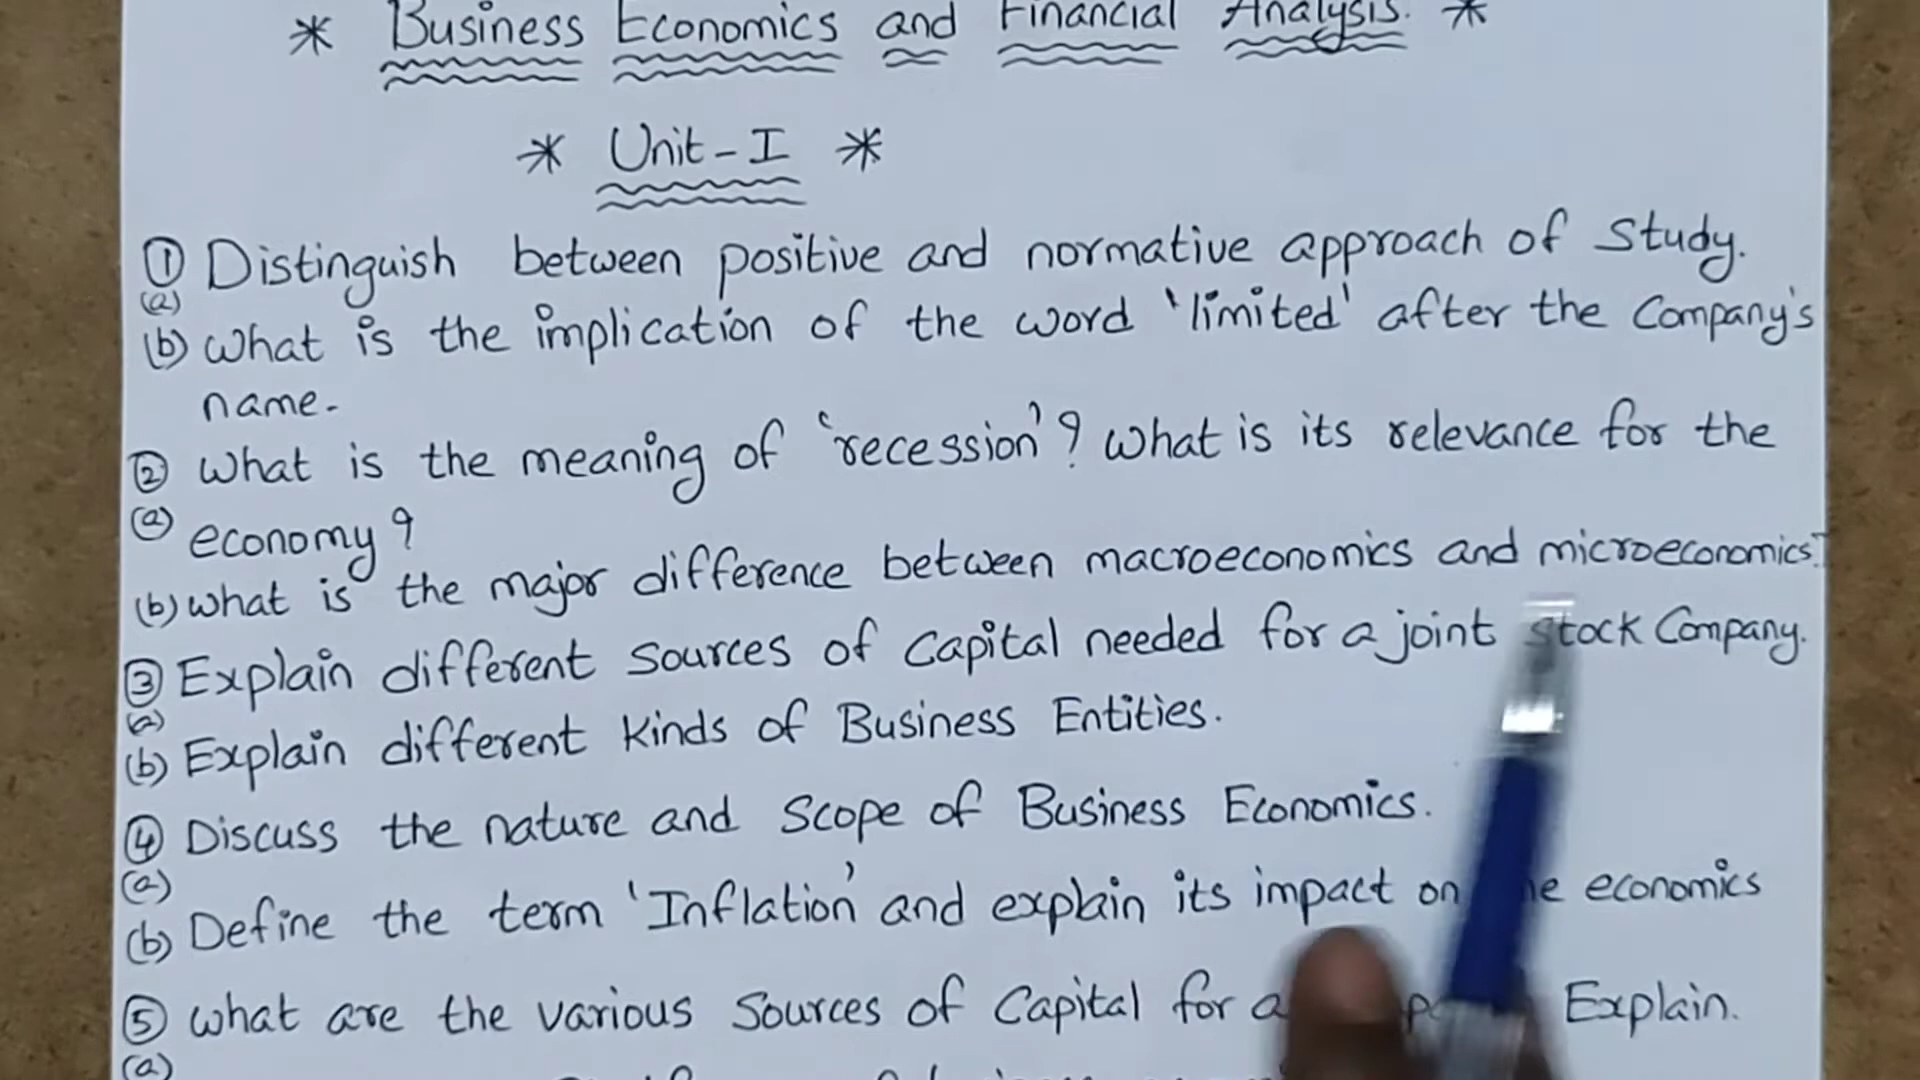 * Business Economics and Financial Analysis. *
* Unit-I *
① Distinguish between positive and normative approach of study.
(a)
(b) What is the implication of the word 'limited' after the Company's
name.
② What is the meaning of 'recession'? What is its relevance for the
(a) economy?
(b) What is the major difference between macroeconomics and microeconomics?
③ Explain different sources of capital needed for a joint stock Company.
(a)
(b) Explain different kinds of Business Entities.
④ Discuss the nature and scope of Business Economics.
(a)
(b) Define the term 'Inflation' and explain its impact on economics
⑤ What are the various sources of capital for a Explain.
(a)